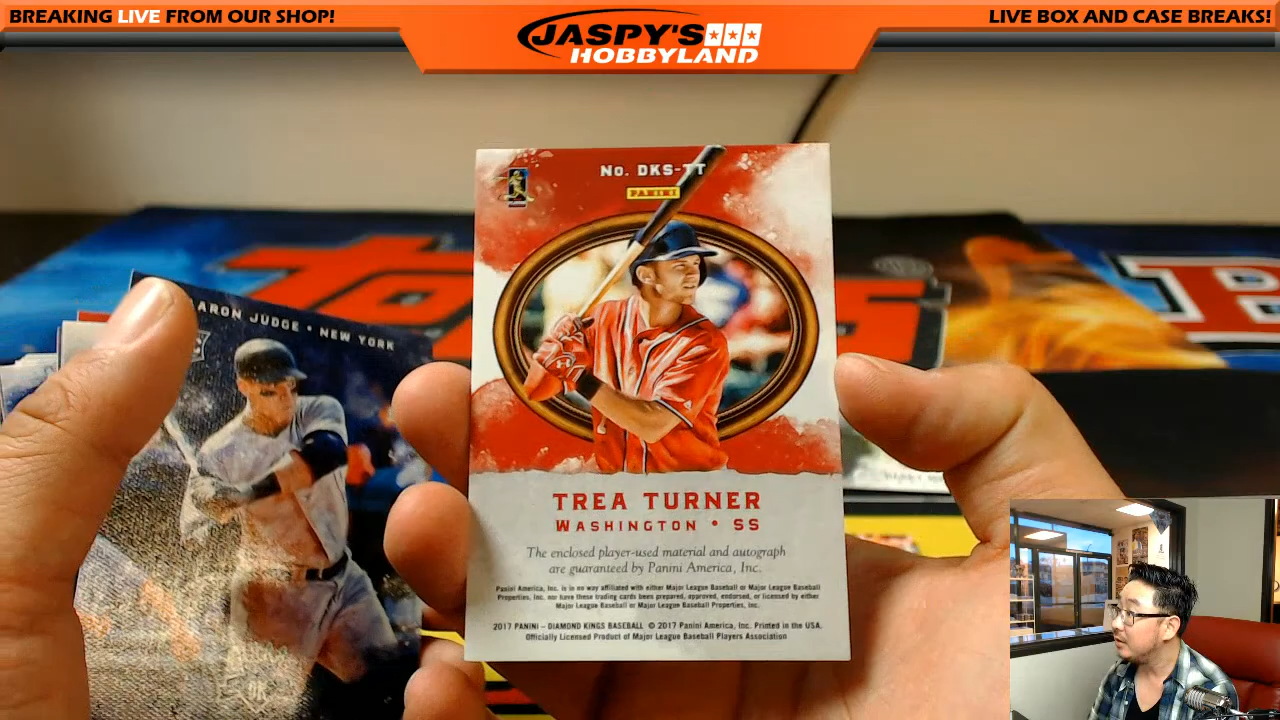 BREAKING LIVE FROM OUR SHOP!
JASPY'S
HOBBYLAND
LIVE BOX AND CASE BREAKS!
No. DKS-TT
PANINI
ARON JUDGE • NEW YORK
TREA TURNER
WASHINGTON • SS
The enclosed player-used material and autograph
are guaranteed by Panini America, Inc.
Panini America, Inc. is in no way affiliated with either Major League Baseball or Major League Baseball
Properties, Inc. nor have these trading cards been prepared, approved, endorsed, or licensed by either
Major League Baseball or Major League Baseball Properties, Inc.
2017 PANINI – DIAMOND KINGS BASEBALL © 2017 Panini America, Inc. Printed in the USA.
Officially Licensed Product of Major League Baseball Players Association
DK